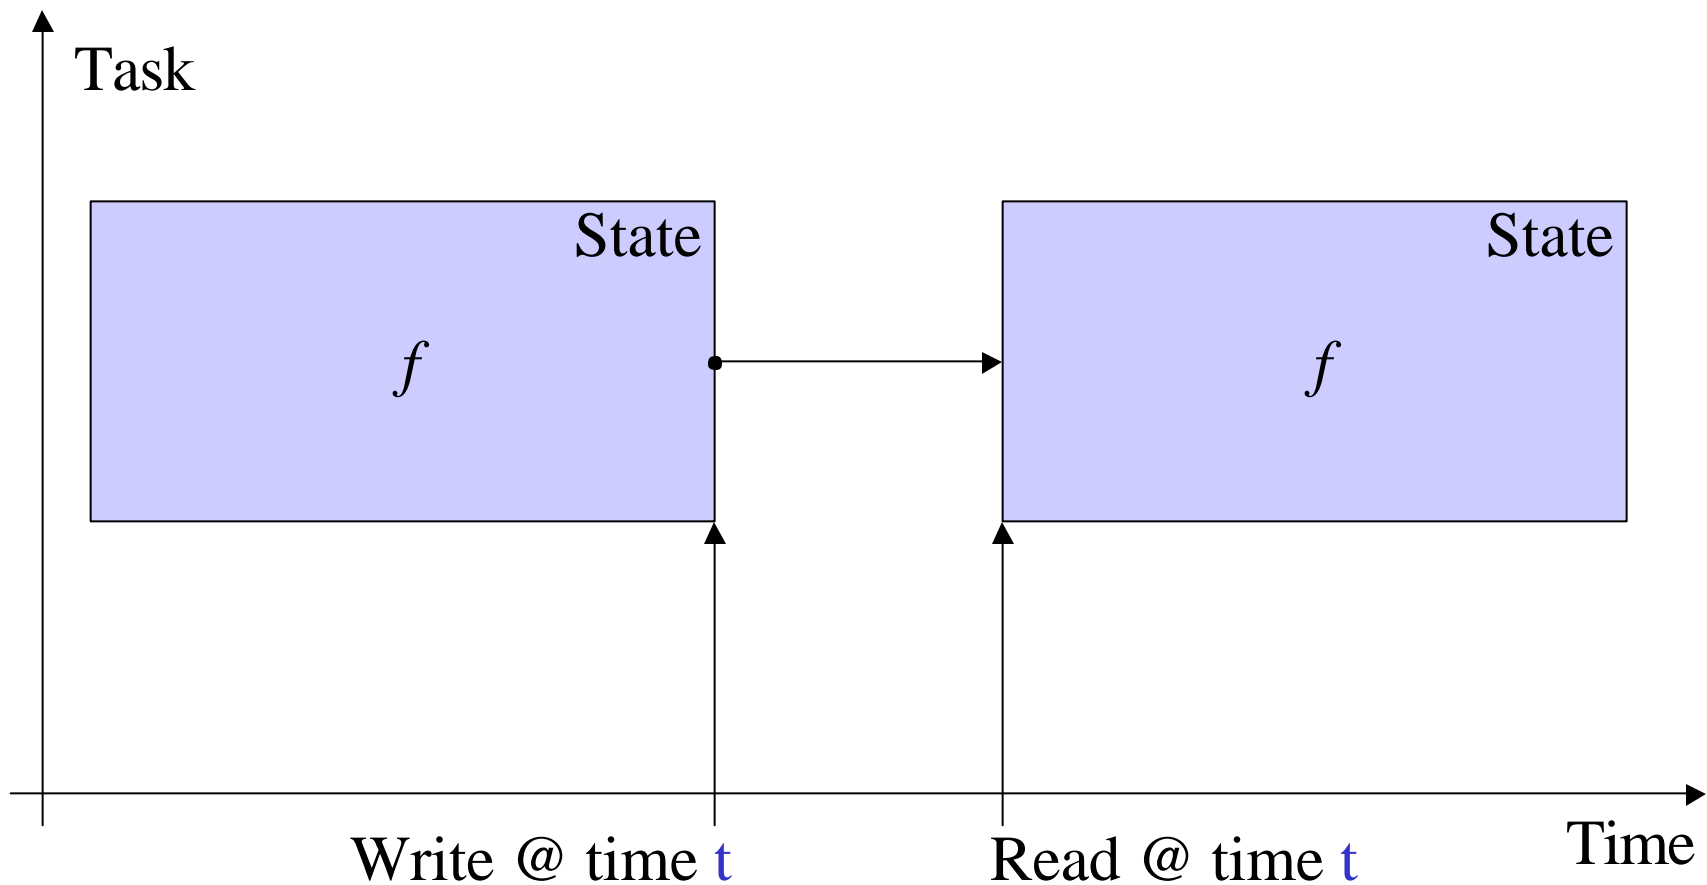 Task
State
State
f
f
Time
Write @ time t
Read @ time t